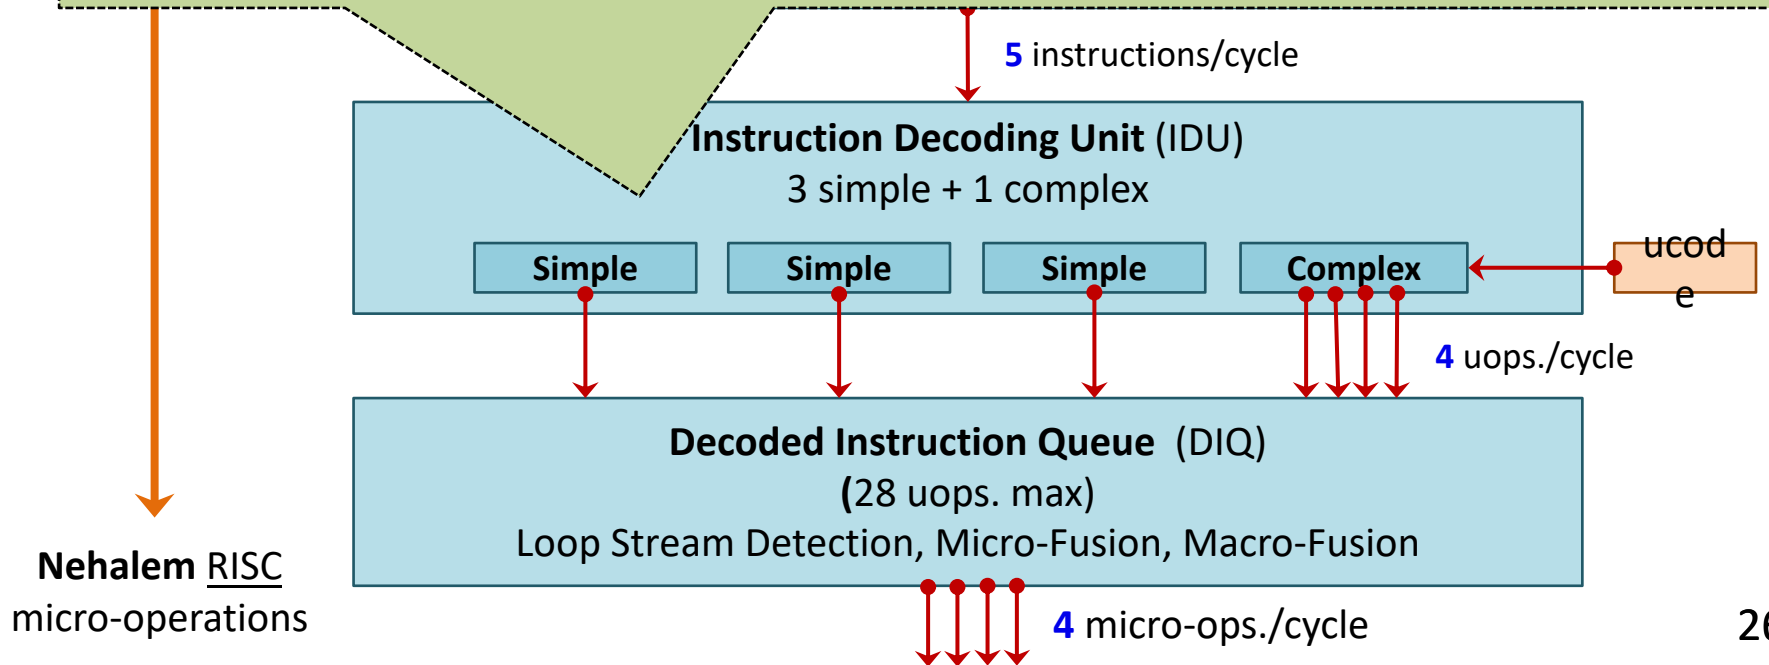 5 instructions/cycle
Instruction Decoding Unit (IDU)
3 simple + 1 complex
Simple
Simple
Simple
Complex
ucod
e
4 uops./cycle
Decoded Instruction Queue (DIQ)
(28 uops. max)
Loop Stream Detection, Micro-Fusion, Macro-Fusion
Nehalem RISC
micro-operations
4 micro-ops./cycle
26